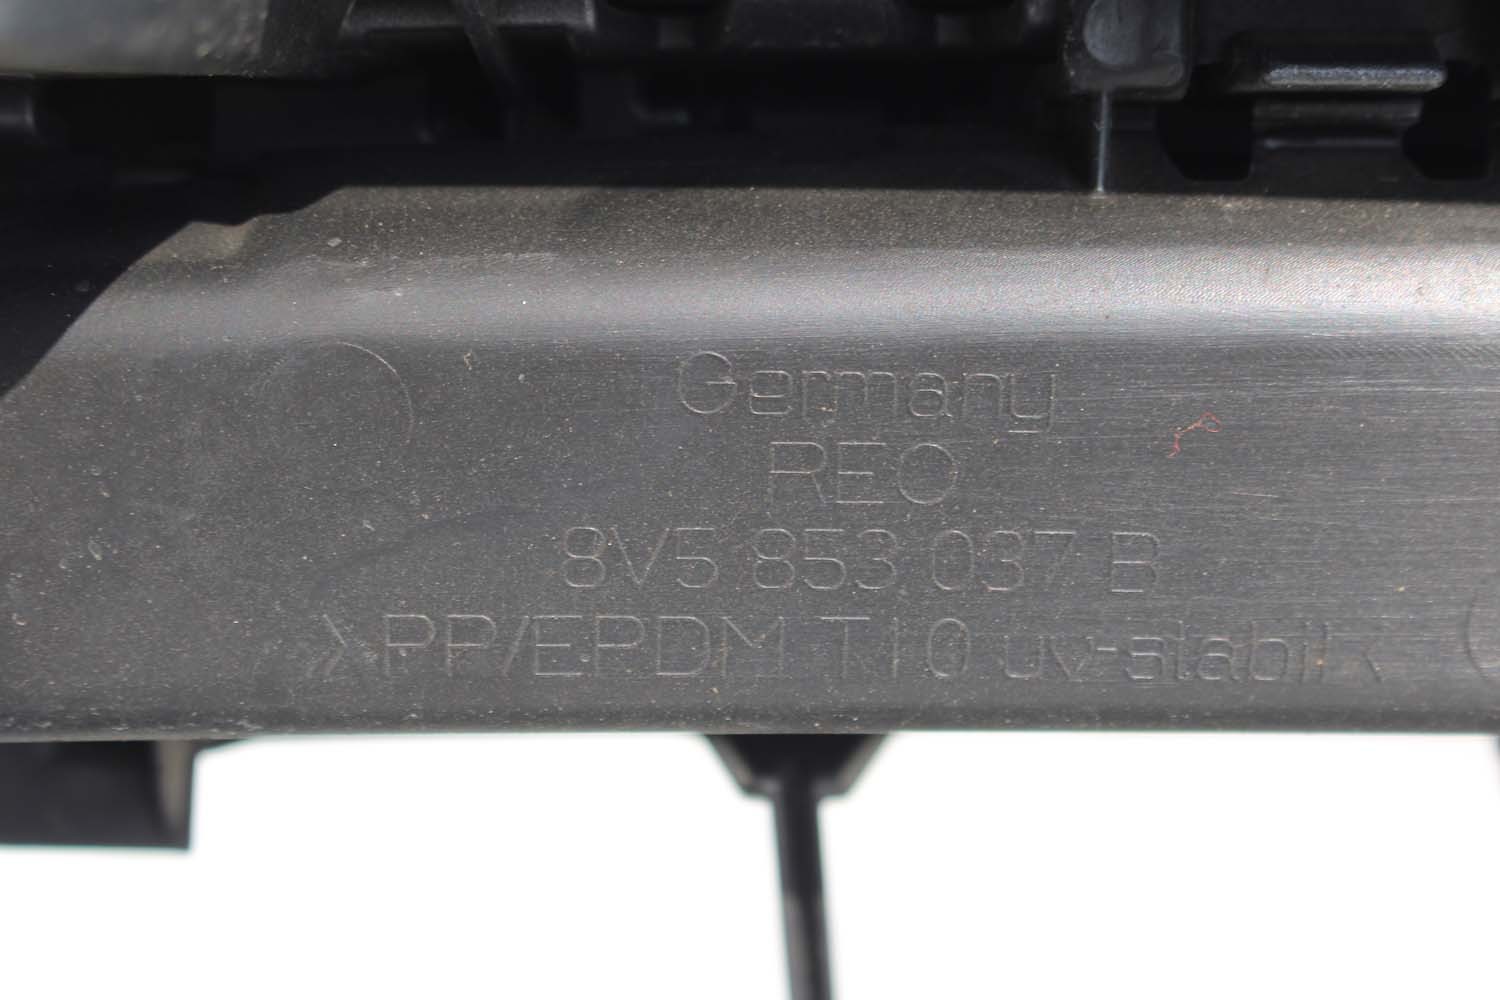 Germany
REO
8V5 853 037 B
>PP/EPDM T10 uv-stabil<